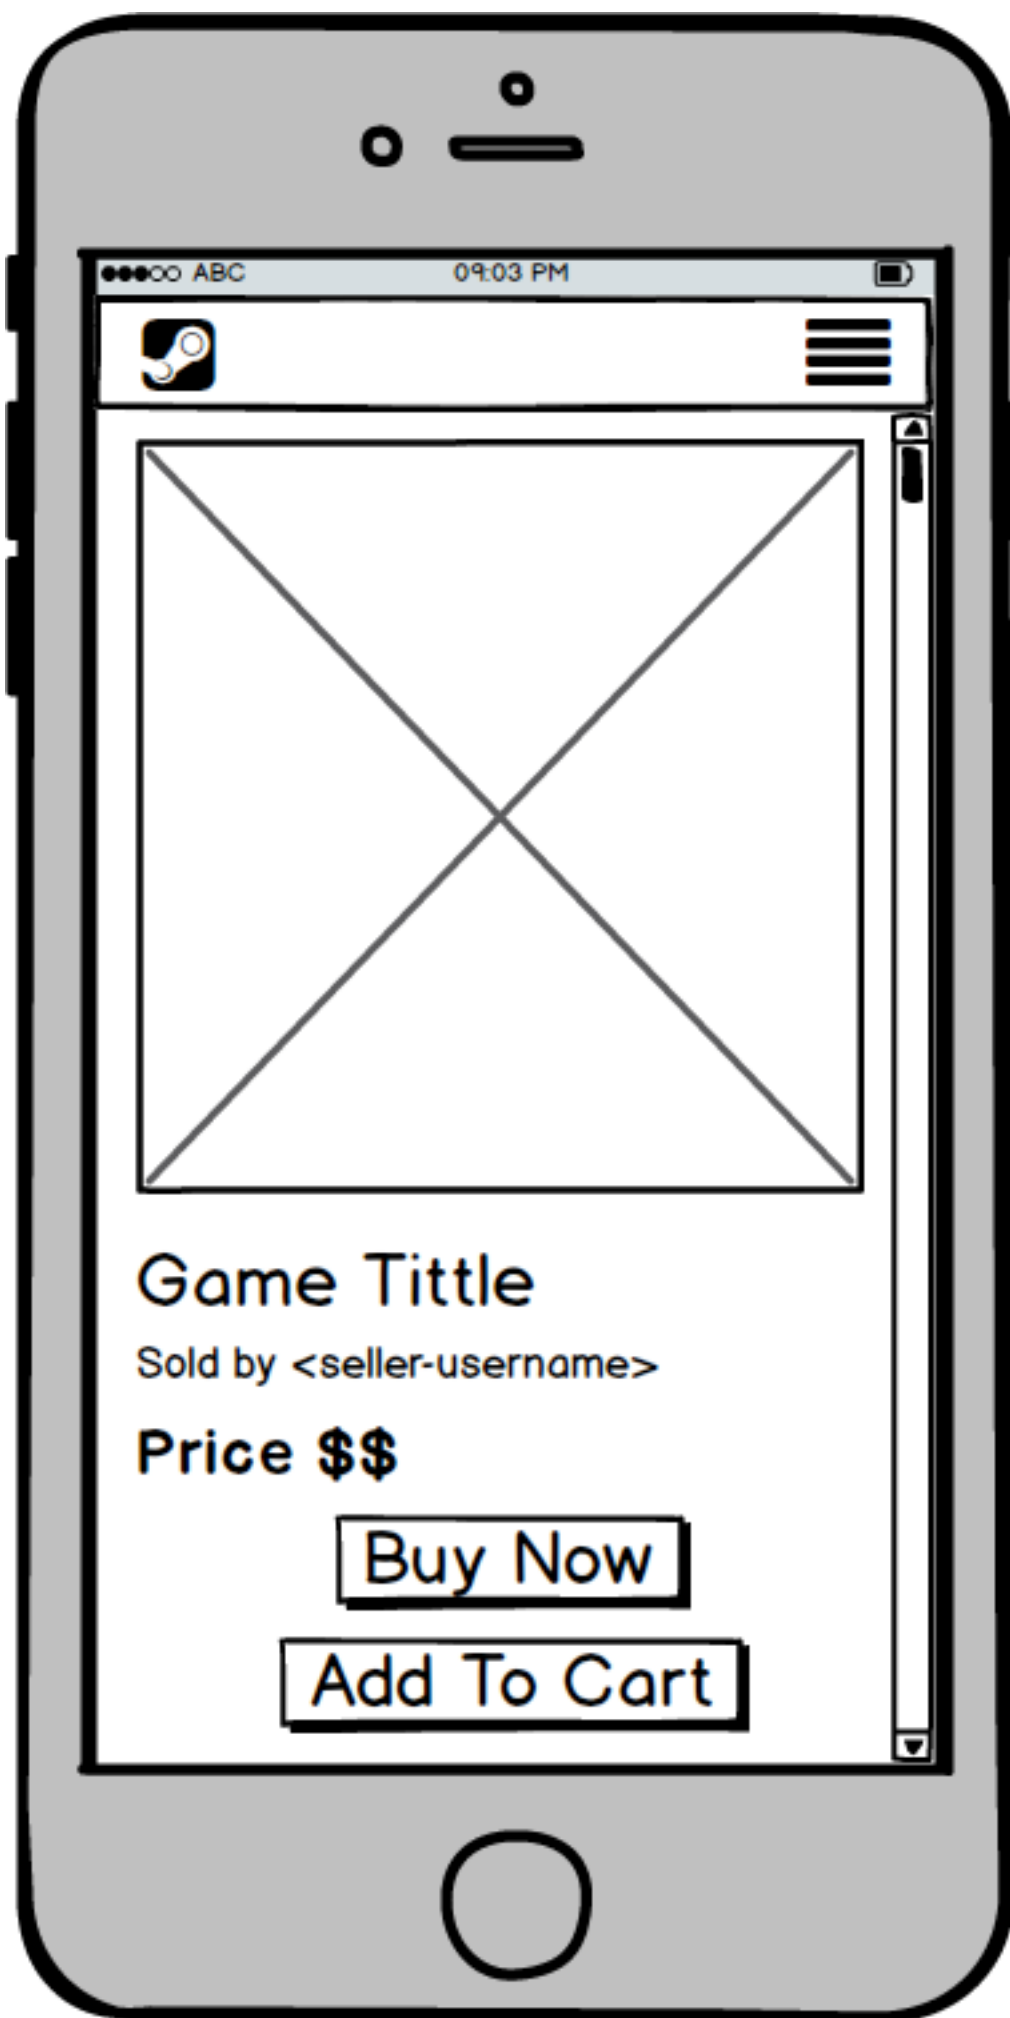 ABC 09:03 PM
Game Tittle
Sold by <seller-username>
Price $$
Buy Now
Add To Cart